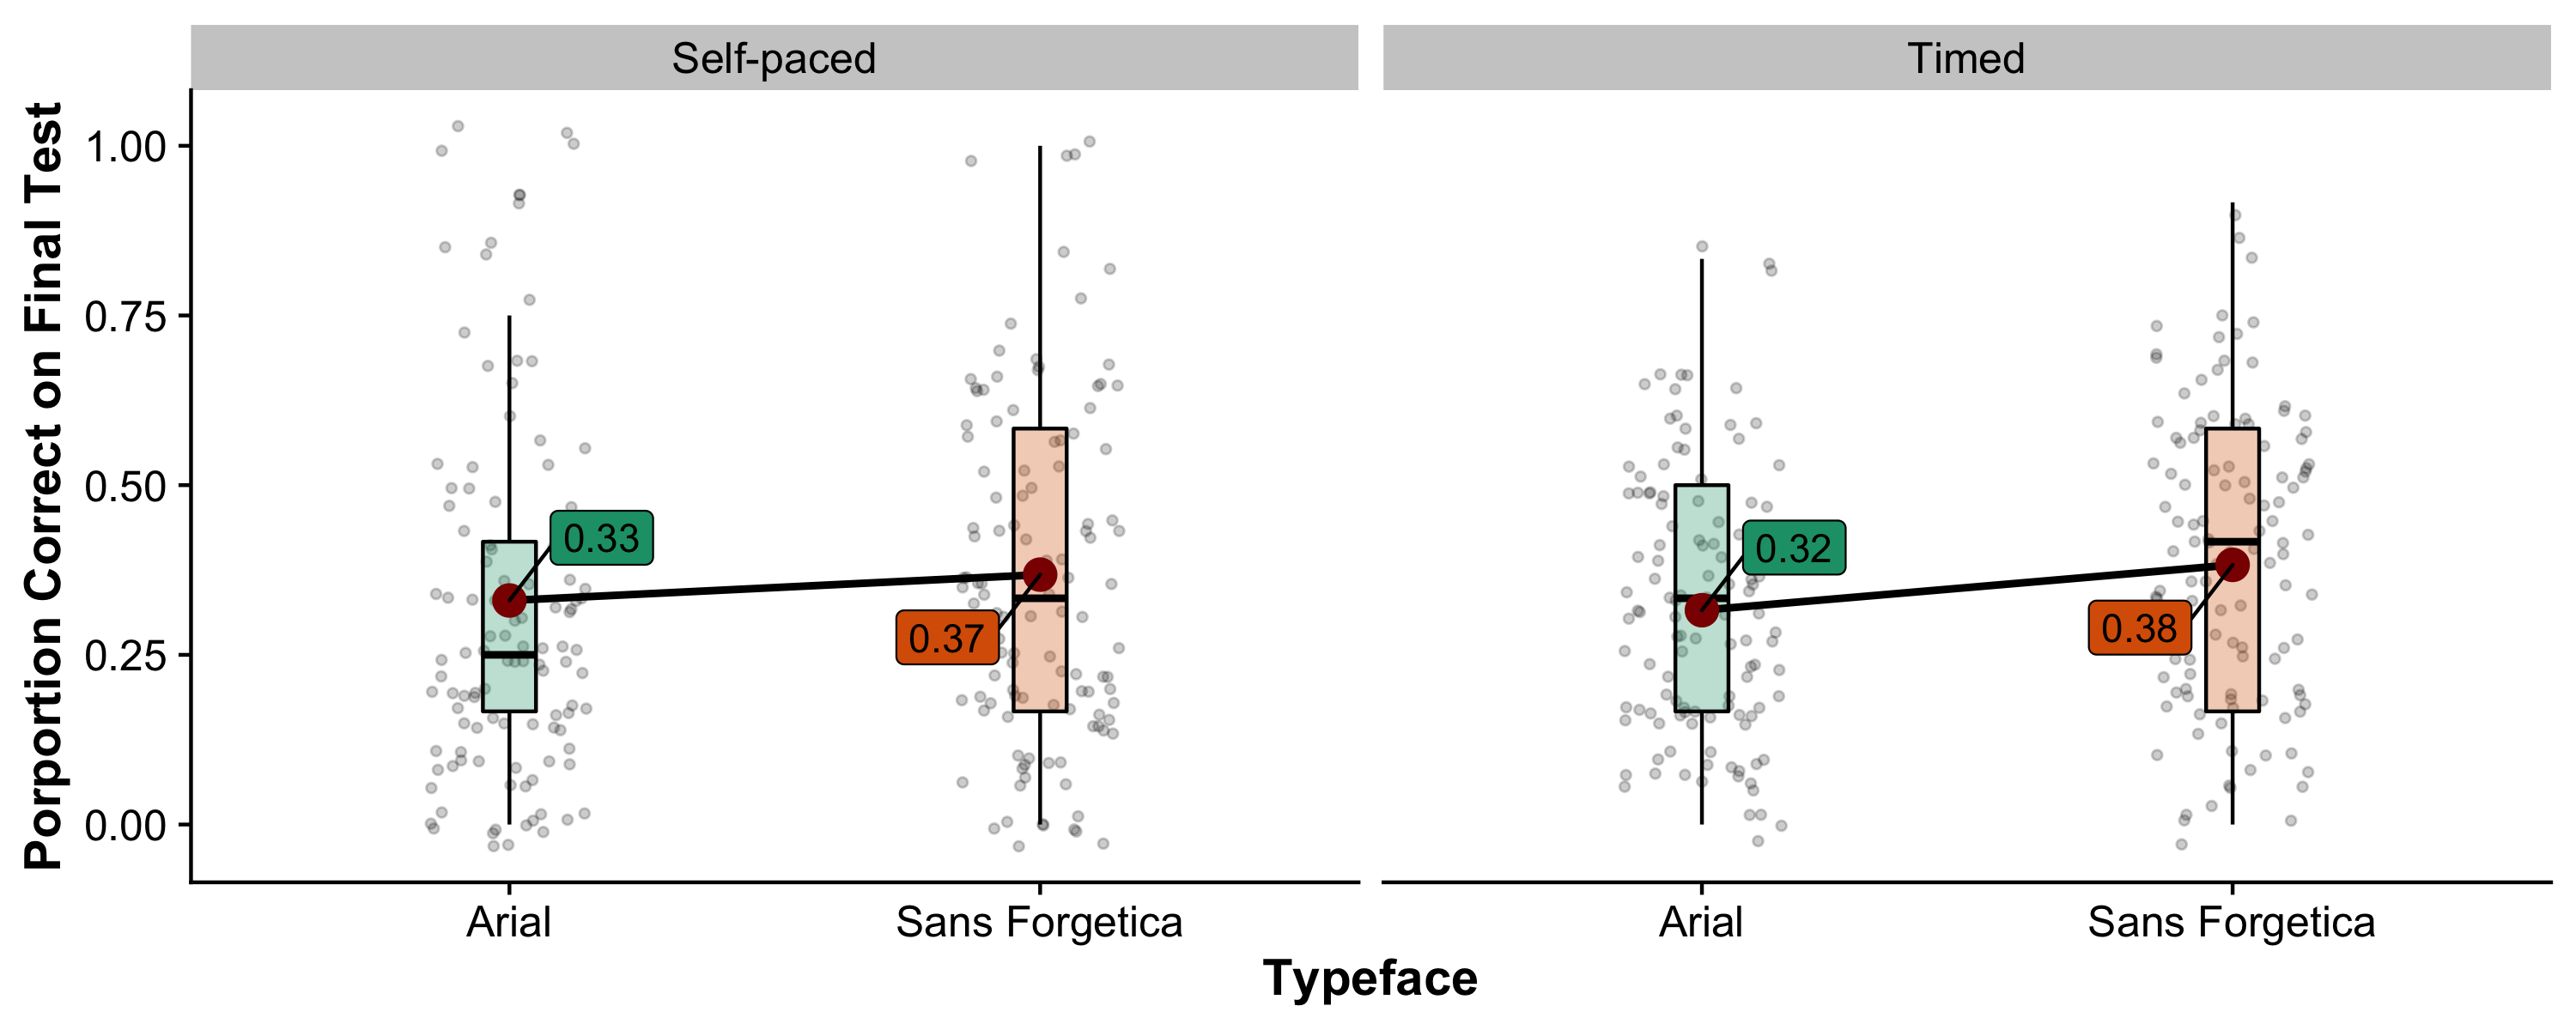 Self-paced
Timed
Porportion Correct on Final Test
1.00
0.75
0.50
0.25
0.00
0.33
0.37
0.32
0.38
Arial
Sans Forgetica
Arial
Sans Forgetica
Typeface